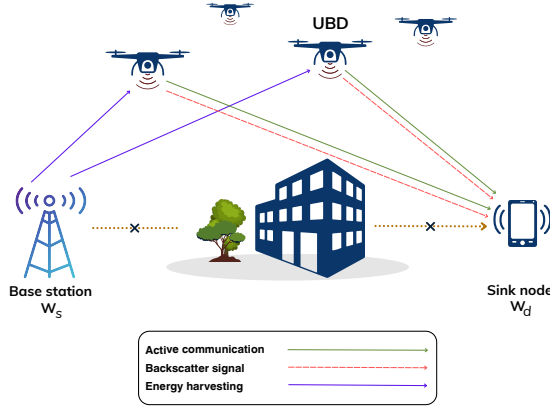 UBD
Base station
Ws
Sink node
Wd
Active communication
Backscatter signal
Energy harvesting